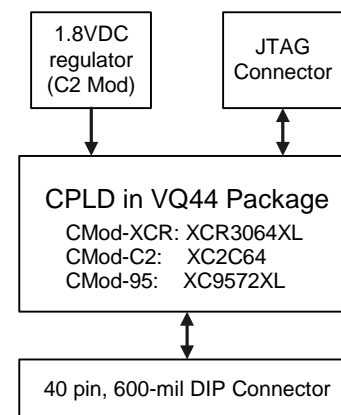 1.8VDC
regulator
(C2 Mod)
JTAG
Connector
CPLD in VQ44 Package
CMod-XCR: XCR3064XL
CMod-C2: XC2C64
CMod-95: XC9572XL
40 pin, 600-mil DIP Connector